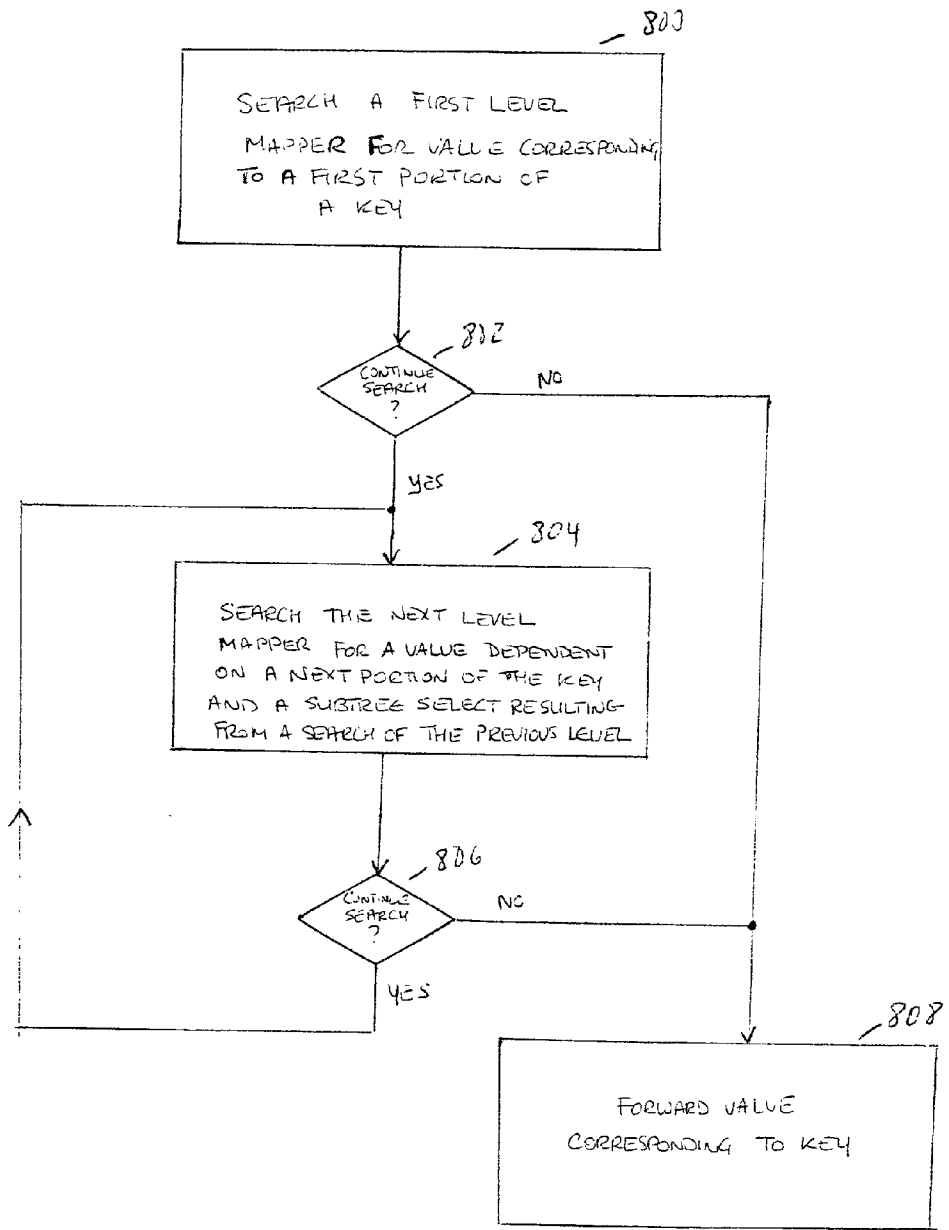 800
SEARCH A FIRST LEVEL
MAPPER FOR VALUE CORRESPONDING
TO A FIRST PORTION OF
A KEY
802
CONTINUE
SEARCH
?
NO
YES
804
SEARCH THE NEXT LEVEL
MAPPER FOR A VALUE DEPENDENT
ON A NEXT PORTION OF THE KEY
AND A SUBTREE SELECT RESULTING
FROM A SEARCH OF THE PREVIOUS LEVEL
806
CONTINUE
SEARCH
?
NO
YES
808
FORWARD VALUE
CORRESPONDING TO KEY